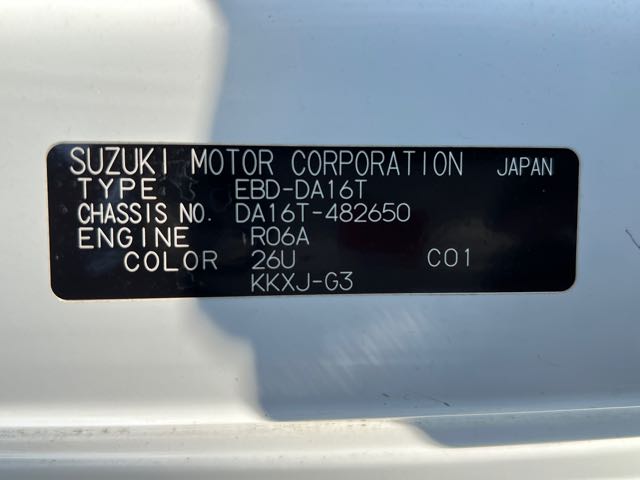 SUZUKI MOTOR CORPORATION JAPAN
TYPE EBD-DA16T
CHASSIS NO. DA16T-482650
ENGINE R06A
COLOR 26U C01
KKXJ-G3